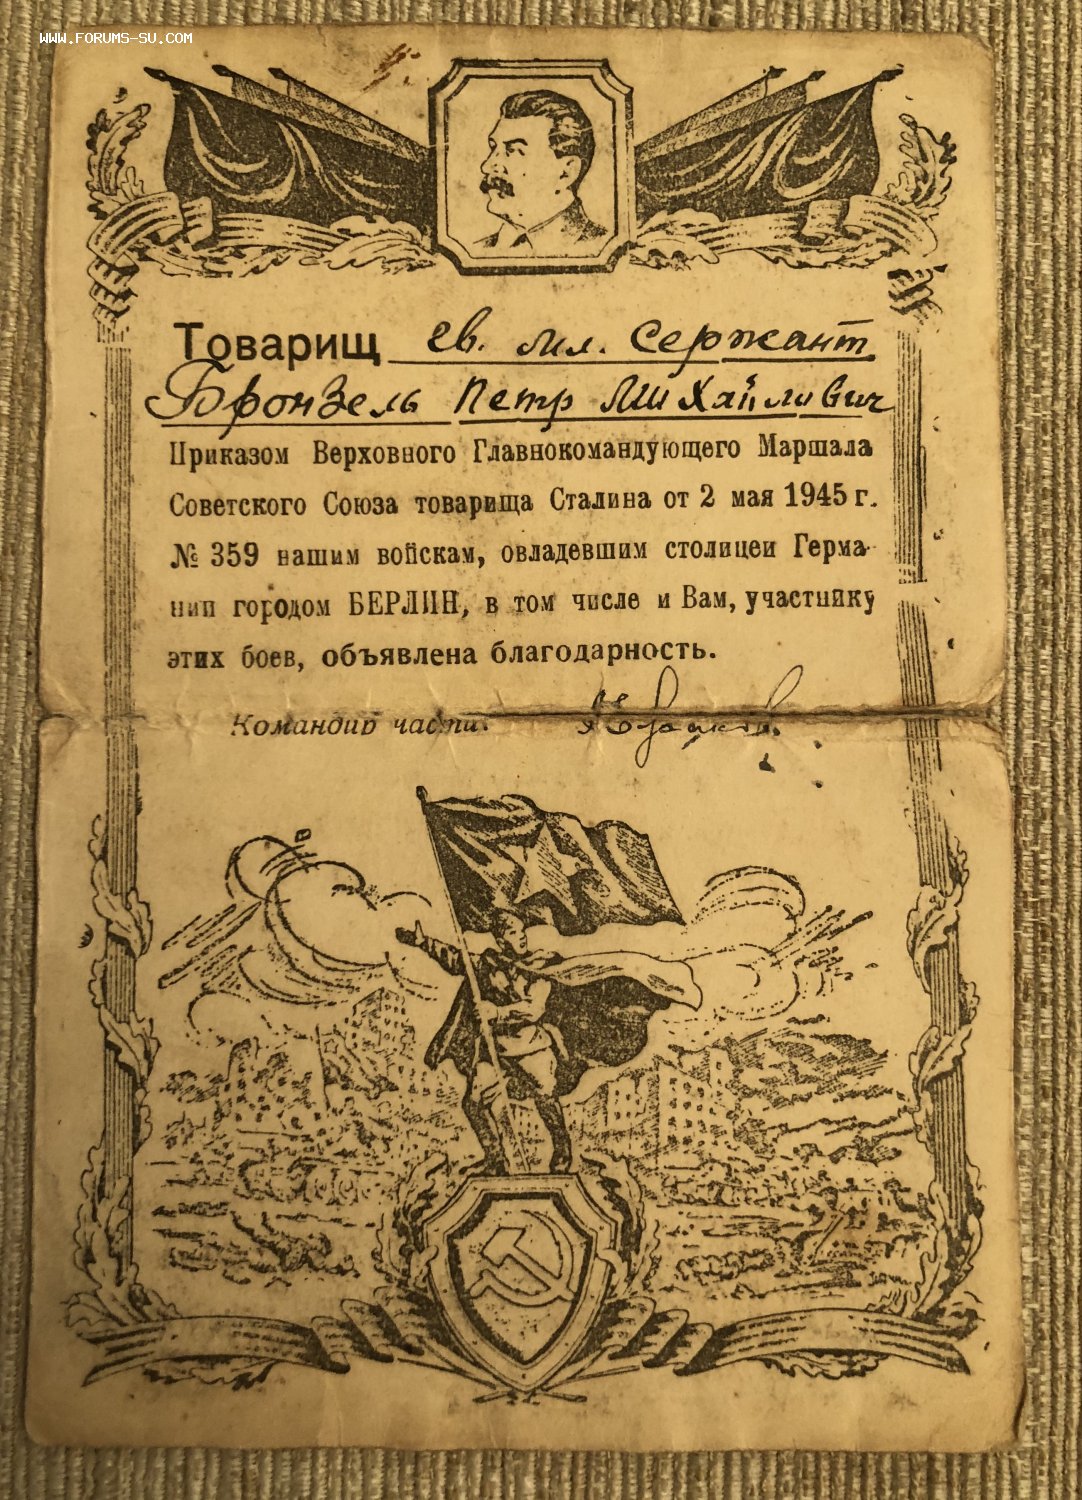 WWW.FORUMS-SU.COM
Товарищ гв. мл. сержант
Бронзель Петр Михайлович
Приказом Верховного Главнокомандующего Маршала
Советского Союза товарища Сталина от 2 мая 1945 г.
№ 359 нашим войскам, овладевшим столицей Герма-
нии городом БЕРЛИН, в том числе и Вам, участнику
этих боев, объявлена благодарность.
Командир части: